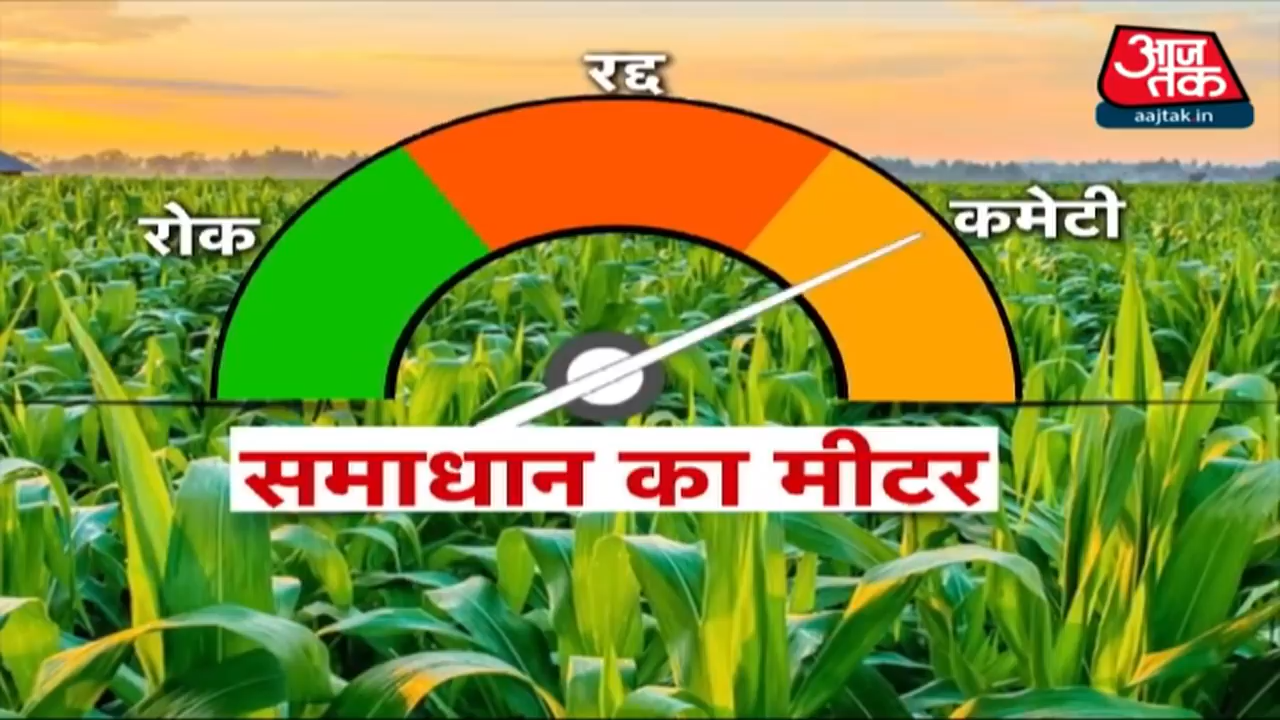 रद्द
आज
तक
aajtak.in
रोक
कमेटी
समाधान का मीटर